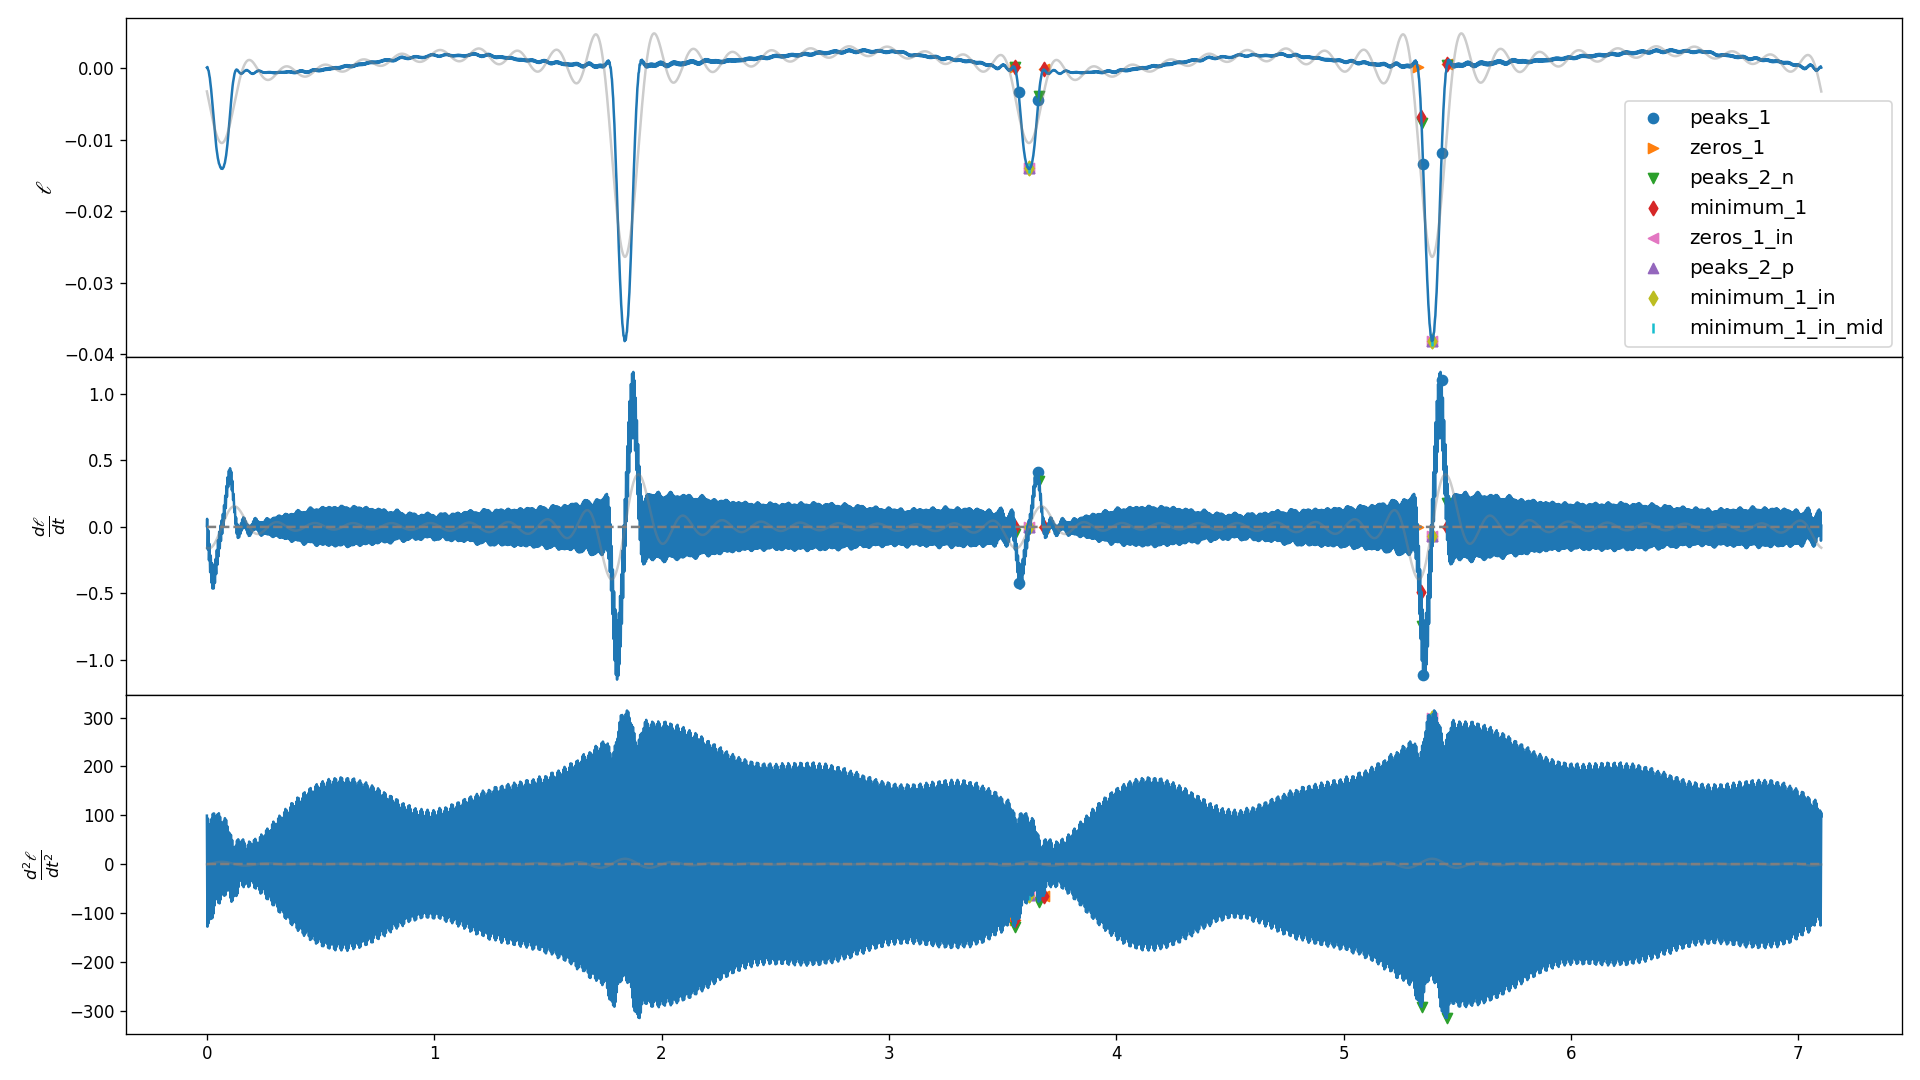 0.00
−0.01
−0.02
−0.03
−0.04
ℓ
peaks_1
zeros_1
peaks_2_n
minimum_1
zeros_1_in
peaks_2_p
minimum_1_in
minimum_1_in_mid
1.0
0.5
0.0
−0.5
−1.0
dℓ
dt
300
200
100
0
−100
−200
−300
d²ℓ
dt²
0 1 2 3 4 5 6 7